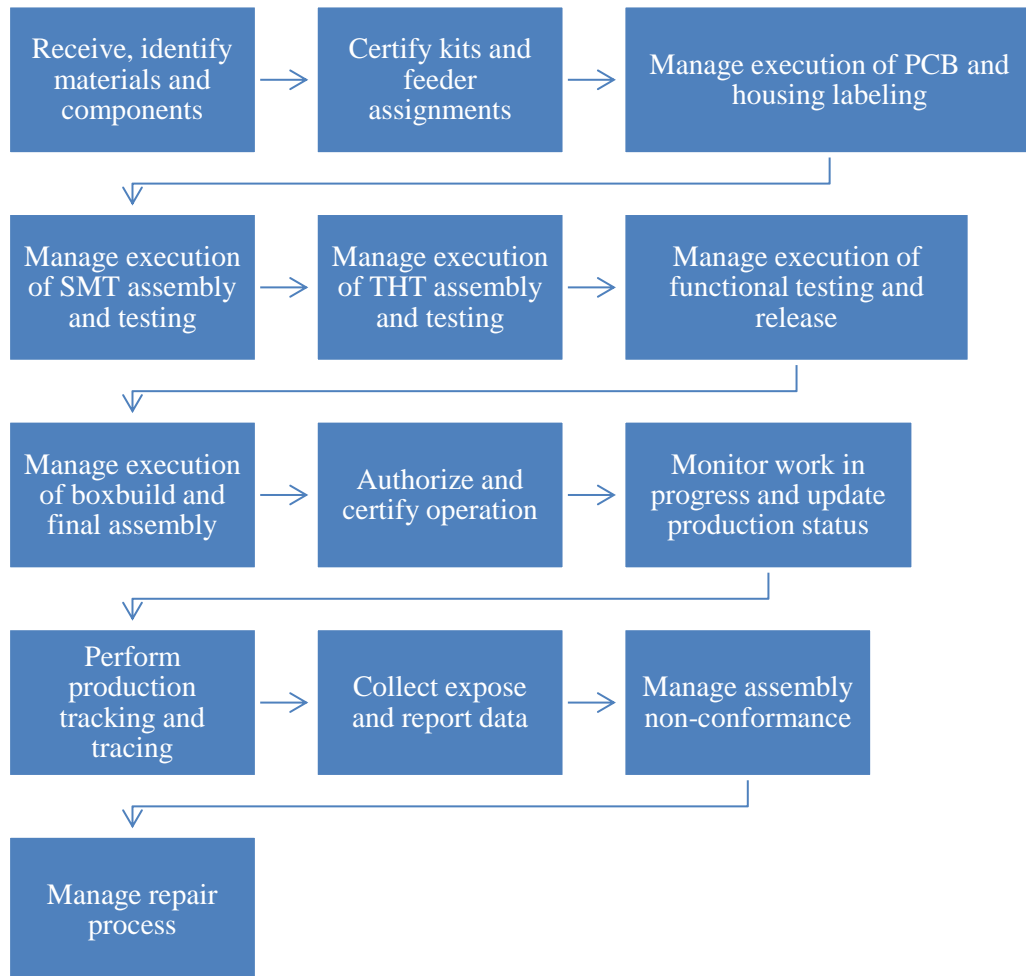 Receive, identify
materials and
components
Certify kits and
feeder
assignments
Manage execution of PCB and
housing labeling
Manage execution
of SMT assembly
and testing
Manage execution
of THT assembly
and testing
Manage execution of
functional testing and
release
Manage execution
of boxbuild and
final assembly
Authorize and
certify operation
Monitor work in
progress and update
production status
Perform
production
tracking and
tracing
Collect expose
and report data
Manage assembly
non-conformance
Manage repair
process